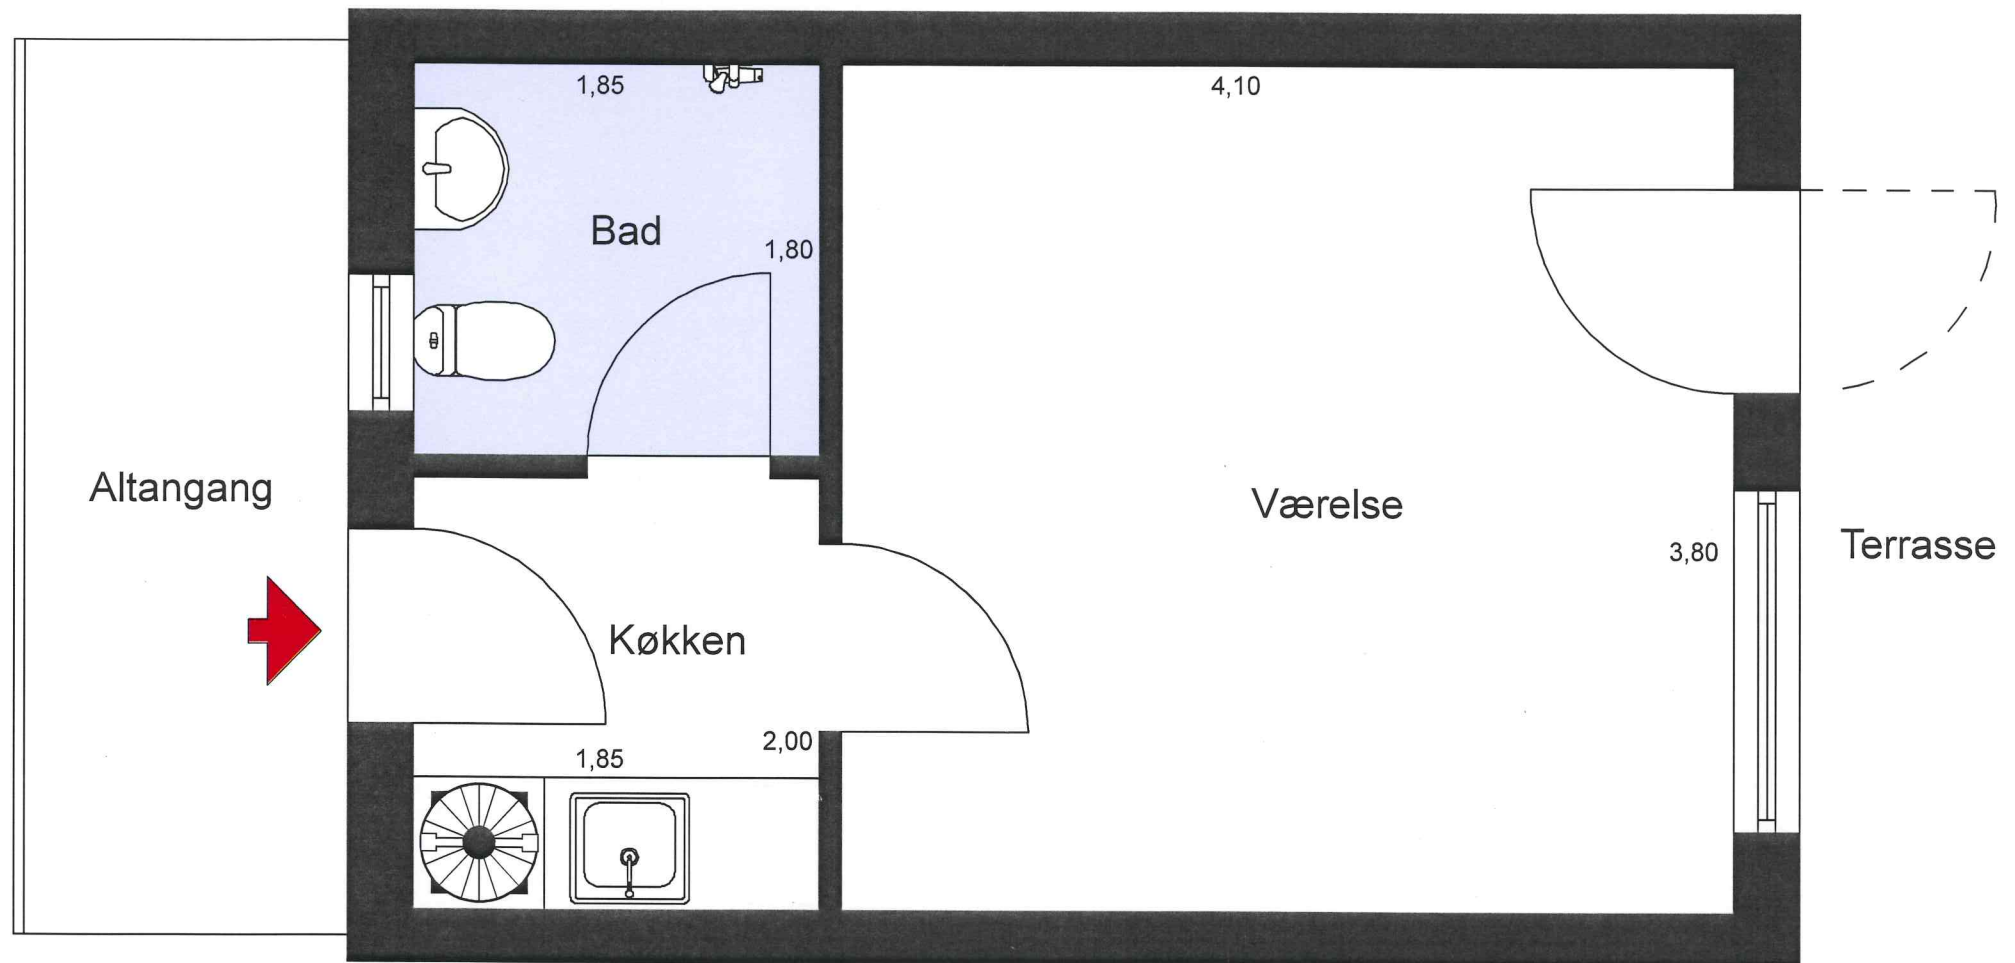 1,85
4,10
Bad
1,80
Altangang
Værelse
3,80
Terrasse
Køkken
2,00
1,85